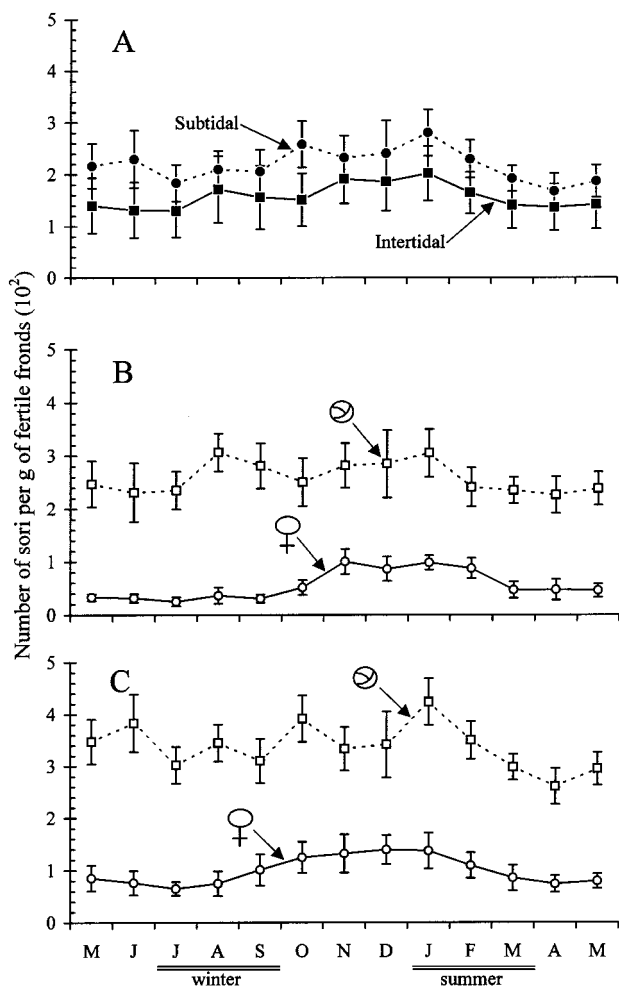 Number of sori per g of fertile fronds (10²)
A
5
4
3
2
1
0
Subtidal
Intertidal
B
5
4
3
2
1
0
C
5
4
3
2
1
0
M J J A S O N D J F M A M
winter summer